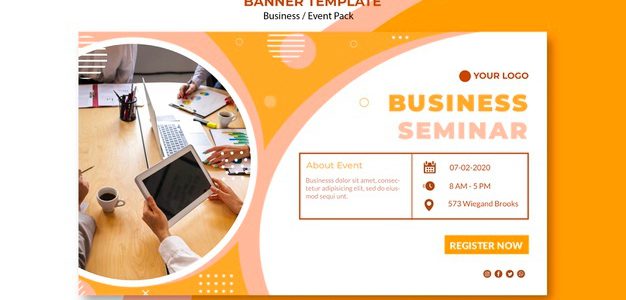 BANNER TEMPLATE
Business / Event Pack
YOUR LOGO
BUSINESS
SEMINAR
About Event
Businesss dolor sit amet, consec-
tetur adipisicing elit, sed do eius-
mod sequi unt.
07-02-2020
8 AM - 5 PM
573 Wiegand Brooks
REGISTER NOW